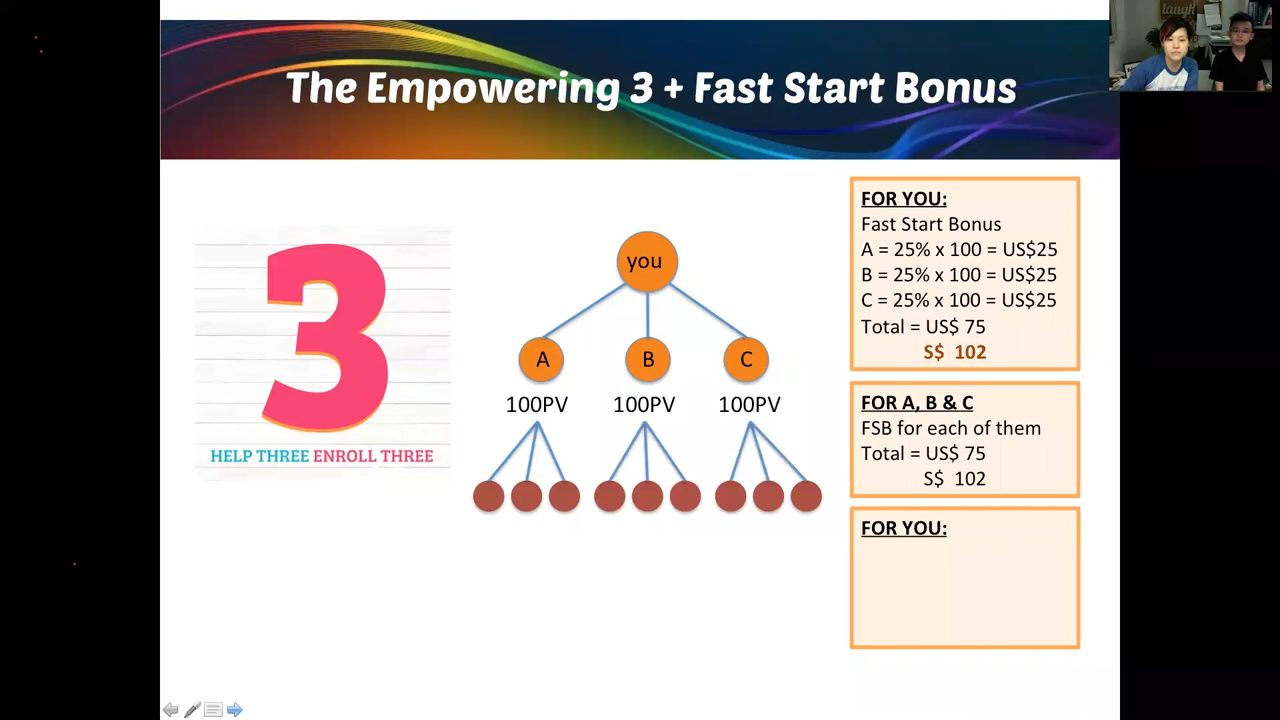 laugh
The Empowering 3 + Fast Start Bonus
3
HELP THREE ENROLL THREE
you
A
B
C
100PV
100PV
100PV
FOR YOU:
Fast Start Bonus
A = 25% x 100 = US$25
B = 25% x 100 = US$25
C = 25% x 100 = US$25
Total = US$ 75
S$ 102
FOR A, B & C
FSB for each of them
Total = US$ 75
S$ 102
FOR YOU: